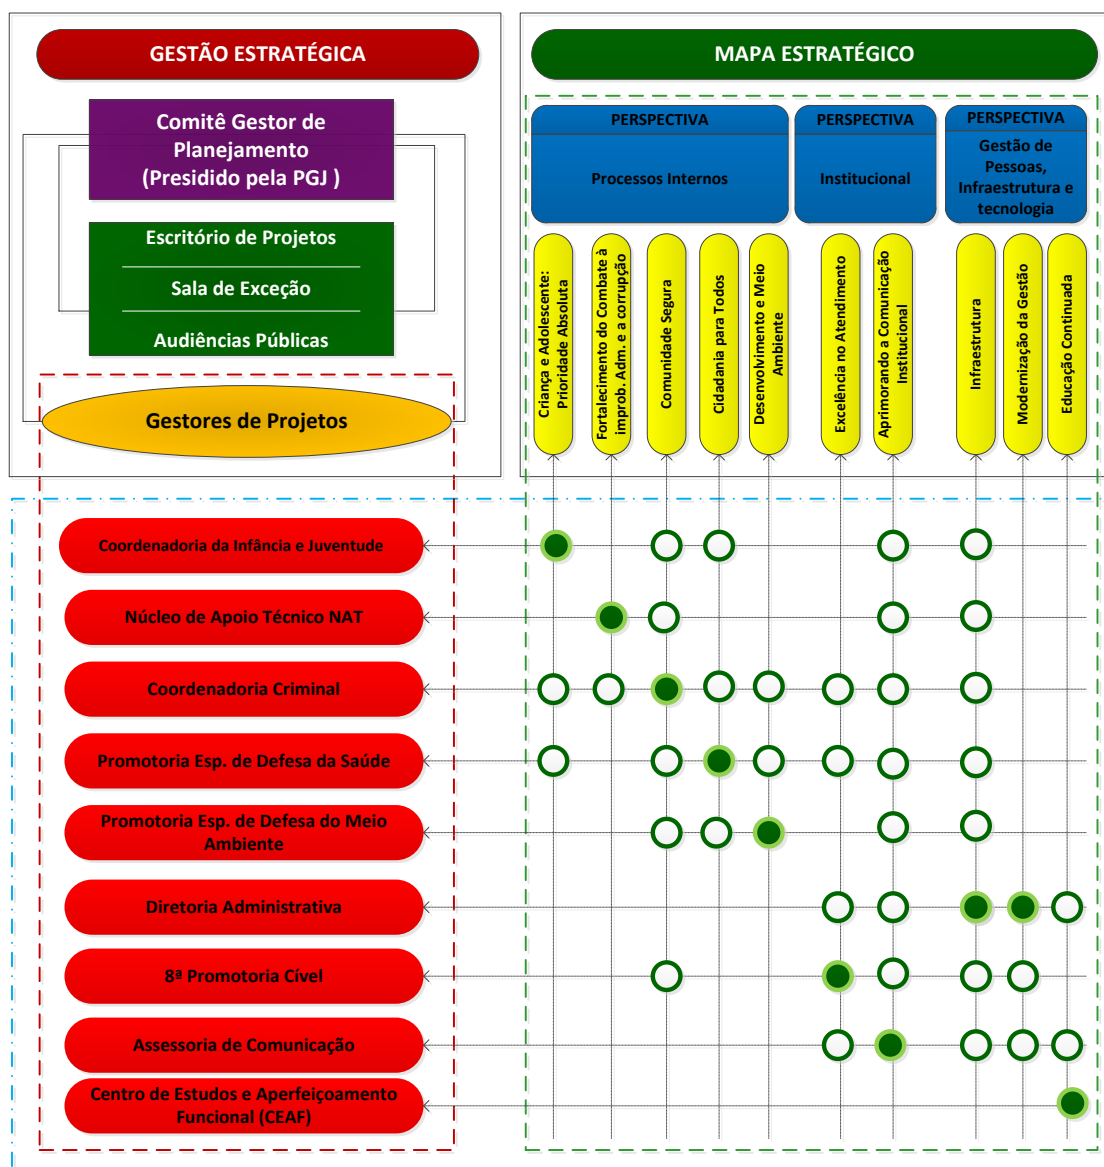 GESTÃO ESTRATÉGICA
Comitê Gestor de
Planejamento
(Presidido pela PGJ )
Escritório de Projetos
Sala de Exceção
Audiências Públicas
Gestores de Projetos
MAPA ESTRATÉGICO
PERSPECTIVA
Processos Internos
PERSPECTIVA
Institucional
PERSPECTIVA
Gestão de
Pessoas,
Infraestrutura e
tecnologia
Criança e Adolescente:
Prioridade Absoluta
Fortalecimento do Combate à
improb. Adm. e a corrupção
Comunidade Segura
Cidadania para Todos
Desenvolvimento e Meio
Ambiente
Excelência no Atendimento
Aprimorando a Comunicação
Institucional
Infraestrutura
Modernização da Gestão
Educação Continuada
Coordenadoria da Infância e Juventude
Núcleo de Apoio Técnico NAT
Coordenadoria Criminal
Promotoria Esp. de Defesa da Saúde
Promotoria Esp. de Defesa do Meio
Ambiente
Diretoria Administrativa
8ª Promotoria Cível
Assessoria de Comunicação
Centro de Estudos e Aperfeiçoamento
Funcional (CEAF)